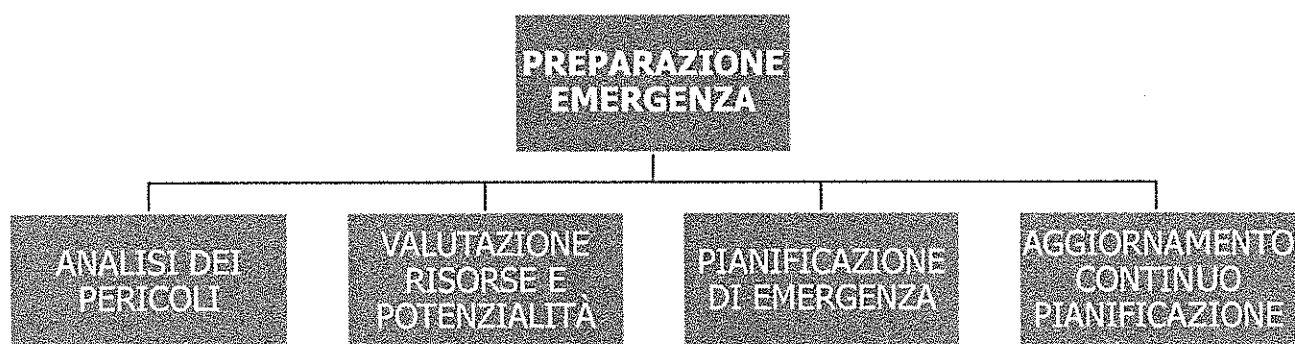 PREPARAZIONE
EMERGENZA
ANALISI DEI
PERICOLI
VALUTAZIONE
RISORSE E
POTENZIALITÀ
PIANIFICAZIONE
DI EMERGENZA
AGGIORNAMENTO
CONTINUO
PIANIFICAZIONE